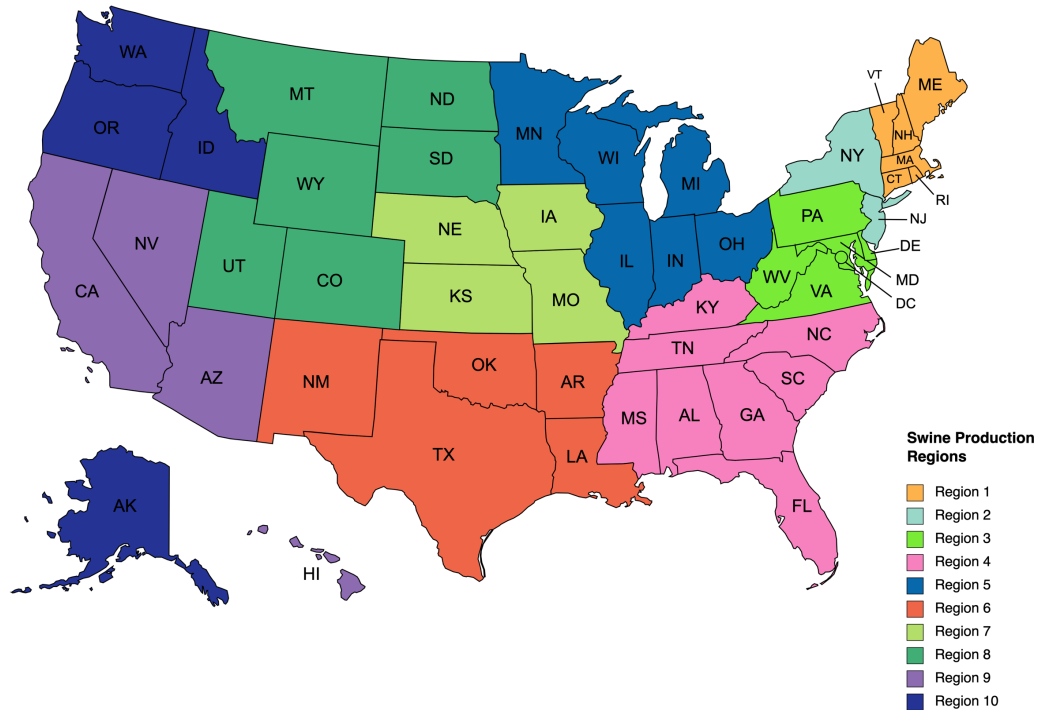 WA
OR
ID
MT
ND
SD
WY
MN
WI
MI
NY
VT
NH
ME
MA
CT
RI
NJ
PA
DE
MD
DC
WV
VA
OH
IN
IL
IA
NE
KS
MO
UT
CO
NV
CA
AZ
NM
OK
TX
AR
LA
KY
TN
NC
SC
MS
AL
GA
FL
AK
HI
Swine Production
Regions
Region 1
Region 2
Region 3
Region 4
Region 5
Region 6
Region 7
Region 8
Region 9
Region 10